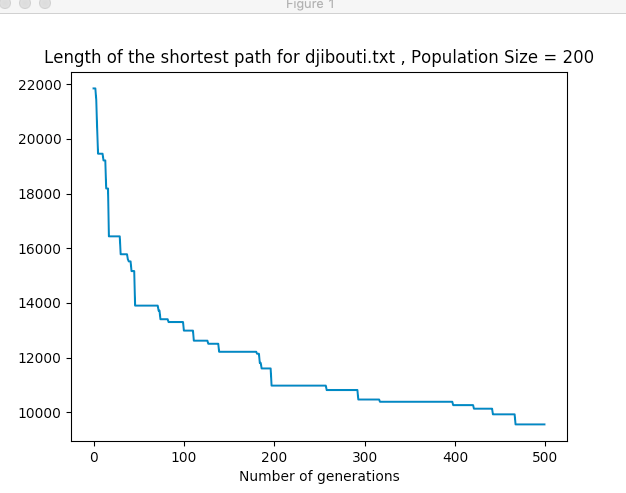 Figure 1
Length of the shortest path for djibouti.txt , Population Size = 200
22000
20000
18000
16000
14000
12000
10000
0 100 200 300 400 500
Number of generations